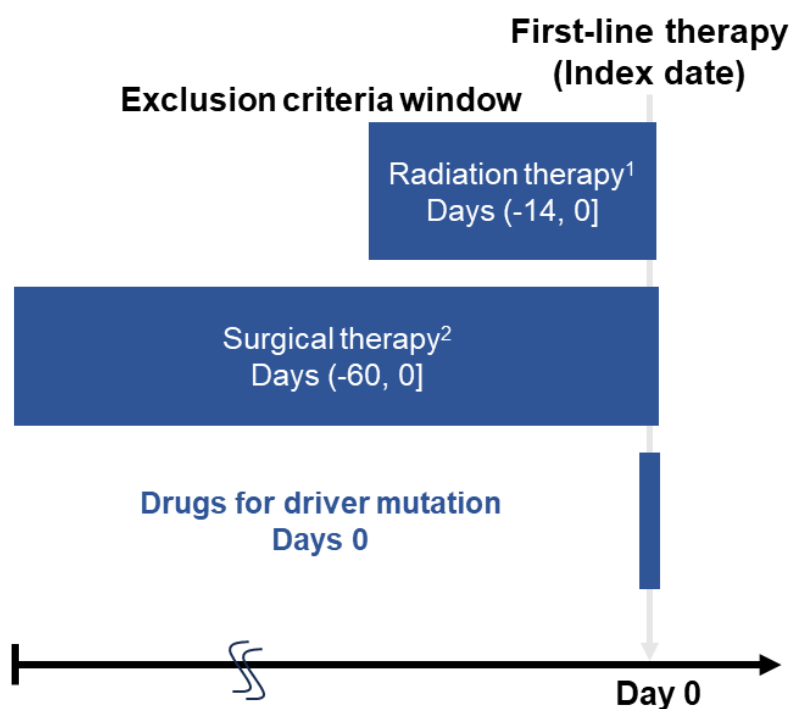 First-line therapy
(Index date)
Exclusion criteria window
Radiation therapy¹
Days (-14, 0]
Surgical therapy²
Days (-60, 0]
Drugs for driver mutation
Days 0
Day 0